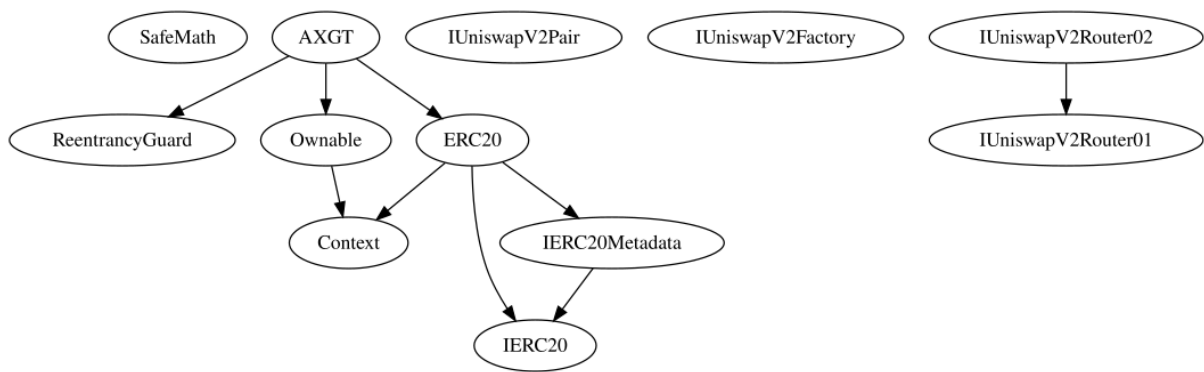 SafeMath
AXGT
IUniswapV2Pair
IUniswapV2Factory
IUniswapV2Router02
ReentrancyGuard
Ownable
ERC20
IUniswapV2Router01
Context
IERC20Metadata
IERC20